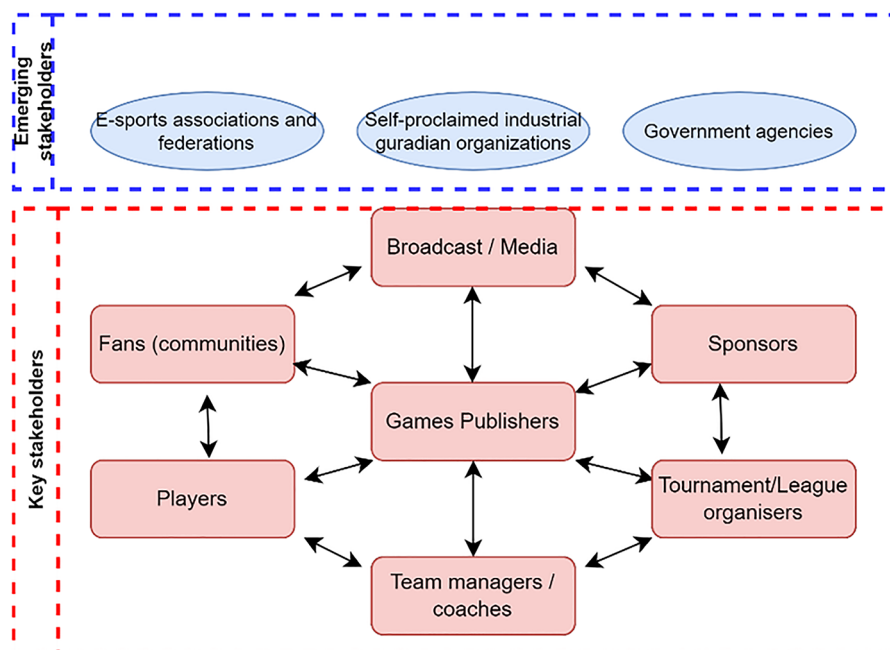 Emerging
stakeholders
E-sports associations and
federations
Self-proclaimed industrial
guradian organizations
Government agencies
Key stakeholders
Broadcast / Media
Fans (communities)
Sponsors
Games Publishers
Players
Tournament/League
organisers
Team managers /
coaches